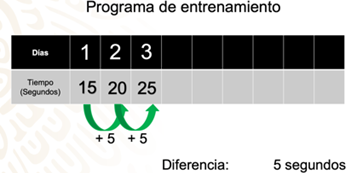 Programa de entrenamiento
Días 1 2 3
Tiempo (Segundos) 15 20 25
+ 5 + 5
Diferencia: 5 segundos